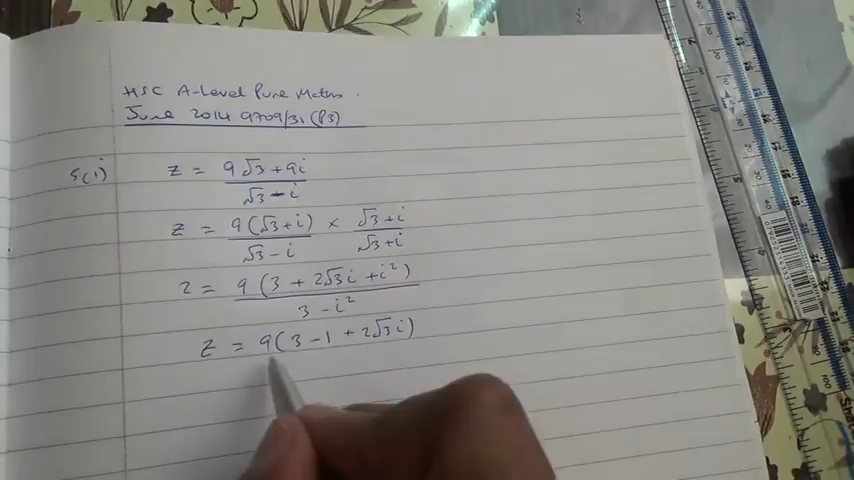 HSC A-Level Pure Maths.
June 2014 9709/31 (P3)
5(i) z = 9√3+9i / √3-i
z = 9(√3+i) / √3-i × √3+i / √3+i
z = 9(3+2√3i+i²) / 3-i²
z = 9(3-1+2√3i)